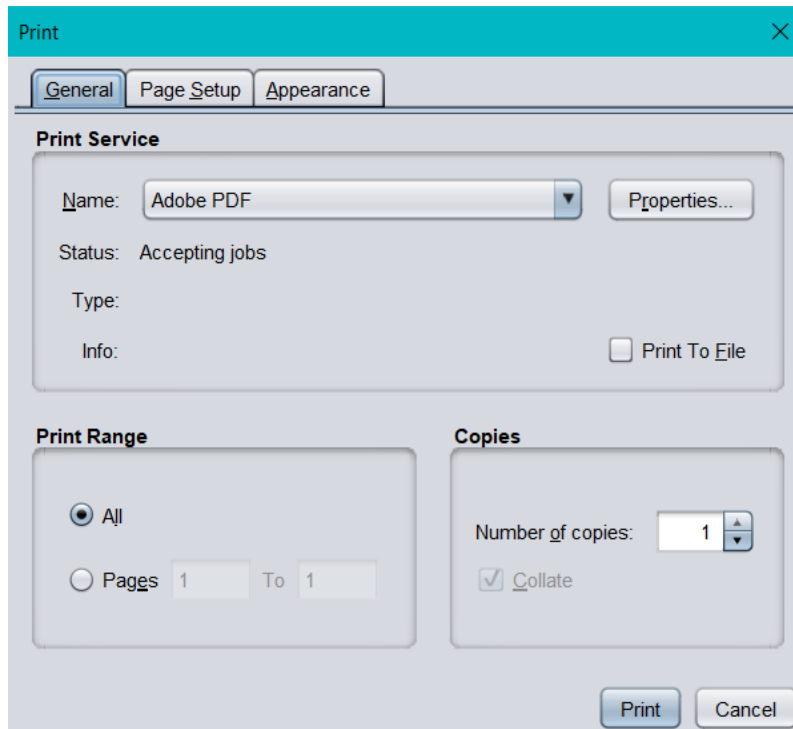 Print
General Page Setup Appearance
Print Service
Name: Adobe PDF Properties...
Status: Accepting jobs
Type:
Info: Print To File
Print Range Copies
All
Number of copies: 1
Pages 1 To 1 Collate
Print Cancel